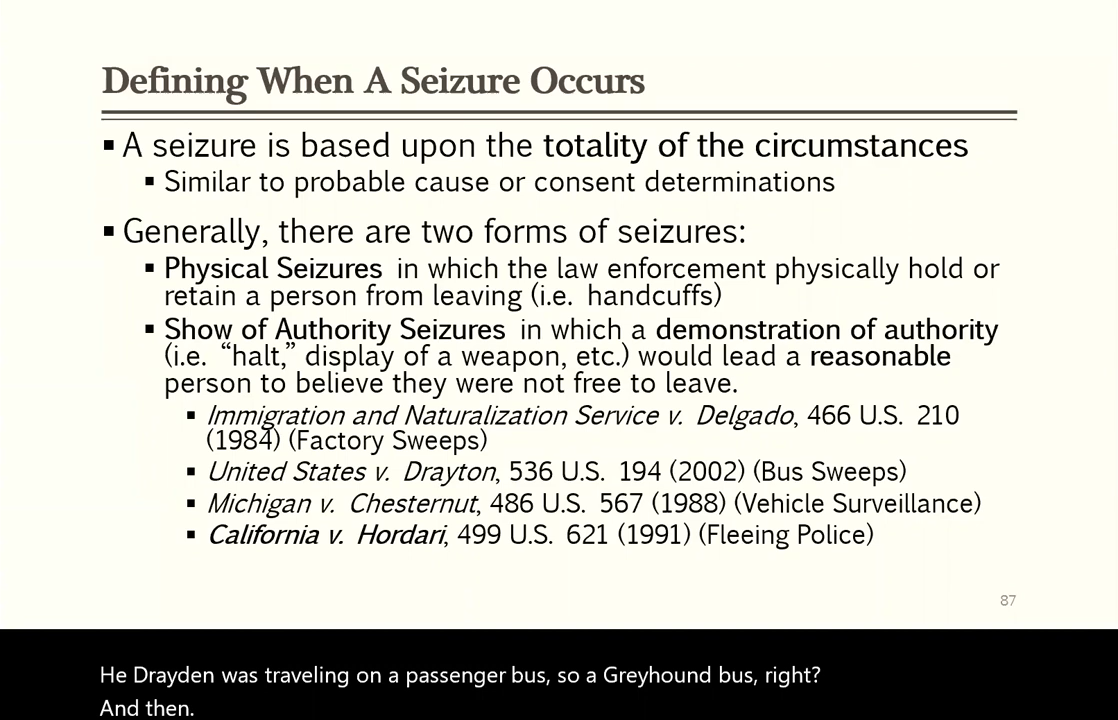 Defining When A Seizure Occurs
▪ A seizure is based upon the totality of the circumstances
▪ Similar to probable cause or consent determinations
▪ Generally, there are two forms of seizures:
▪ Physical Seizures in which the law enforcement physically hold or
retain a person from leaving (i.e. handcuffs)
▪ Show of Authority Seizures in which a demonstration of authority
(i.e. “halt,” display of a weapon, etc.) would lead a reasonable
person to believe they were not free to leave.
▪ Immigration and Naturalization Service v. Delgado, 466 U.S. 210
(1984) (Factory Sweeps)
▪ United States v. Drayton, 536 U.S. 194 (2002) (Bus Sweeps)
▪ Michigan v. Chesternut, 486 U.S. 567 (1988) (Vehicle Surveillance)
▪ California v. Hordari, 499 U.S. 621 (1991) (Fleeing Police)
87
He Drayden was traveling on a passenger bus, so a Greyhound bus, right?
And then.